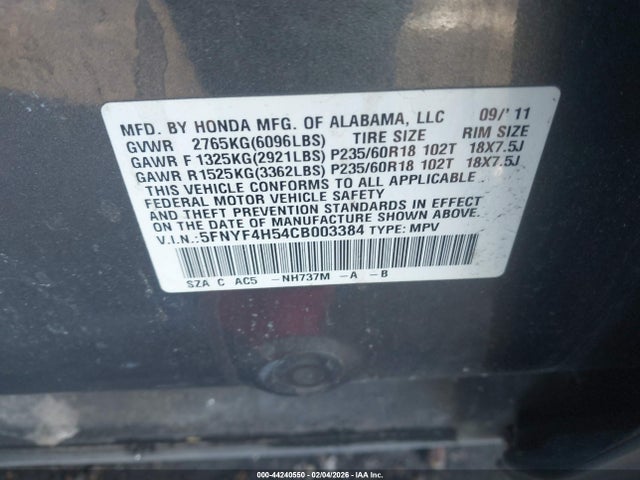 MFD. BY HONDA MFG. OF ALABAMA, LLC 09/'11
GVWR 2765KG(6096LBS) TIRE SIZE RIM SIZE
GAWR F 1325KG(2921LBS) P235/60R18 102T 18X7.5J
GAWR R1525KG(3362LBS) P235/60R18 102T 18X7.5J
THIS VEHICLE CONFORMS TO ALL APPLICABLE
FEDERAL MOTOR VEHICLE SAFETY
AND THEFT PREVENTION STANDARDS IN EFFECT
ON THE DATE OF MANUFACTURE SHOWN ABOVE.
V.I.N.:5FNYF4H54CB003384 TYPE: MPV
SZA C AC5 -NH737M -A -B
000-44240550 - 02/04/2026 - IAA Inc.